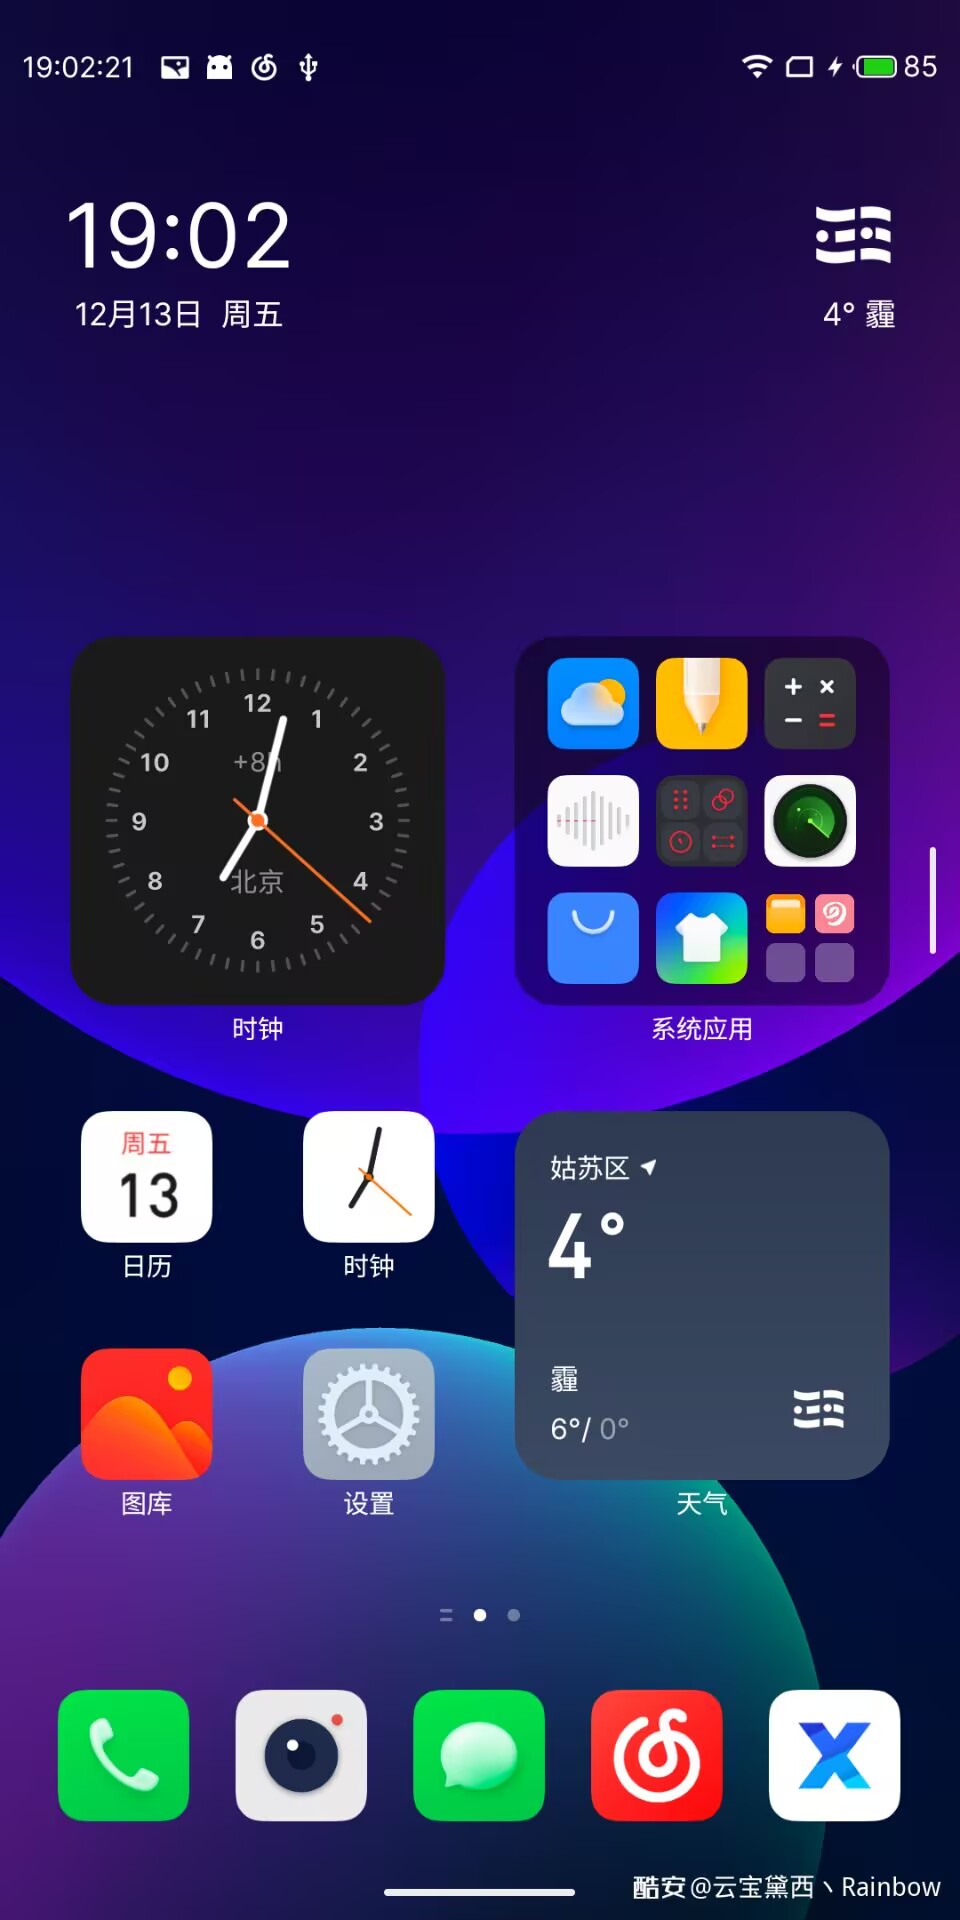 19:02:21
85
19:02
12月13日 周五
4° 霾
12
11
1
10
+8h
2
9
3
8
北京
4
7
5
6
时钟
系统应用
周五
13
日历
时钟
姑苏区
4°
霾
6°/ 0°
图库
设置
天气
酷安@云宝黛西丶Rainbow